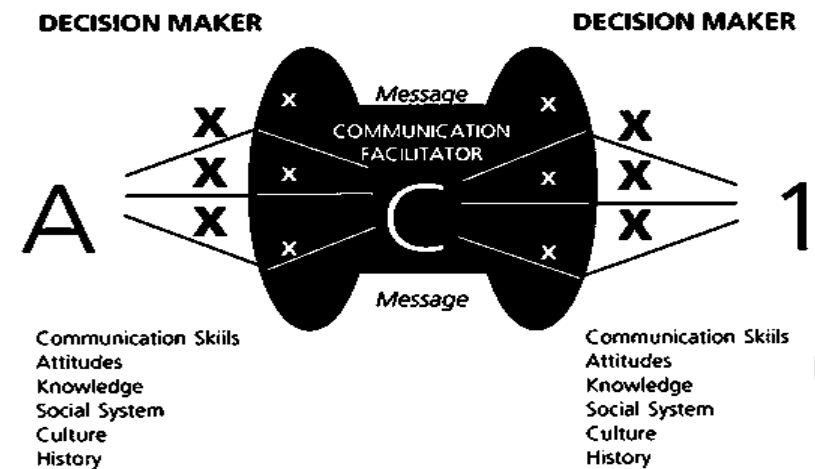 DECISION MAKER
DECISION MAKER
Message
COMMUNICATION
FACILITATOR
X
X
X
x
x
x
A
C
x
x
x
X
X
X
1
Message
Communication Skills
Attitudes
Knowledge
Social System
Culture
History
Communication Skills
Attitudes
Knowledge
Social System
Culture
History